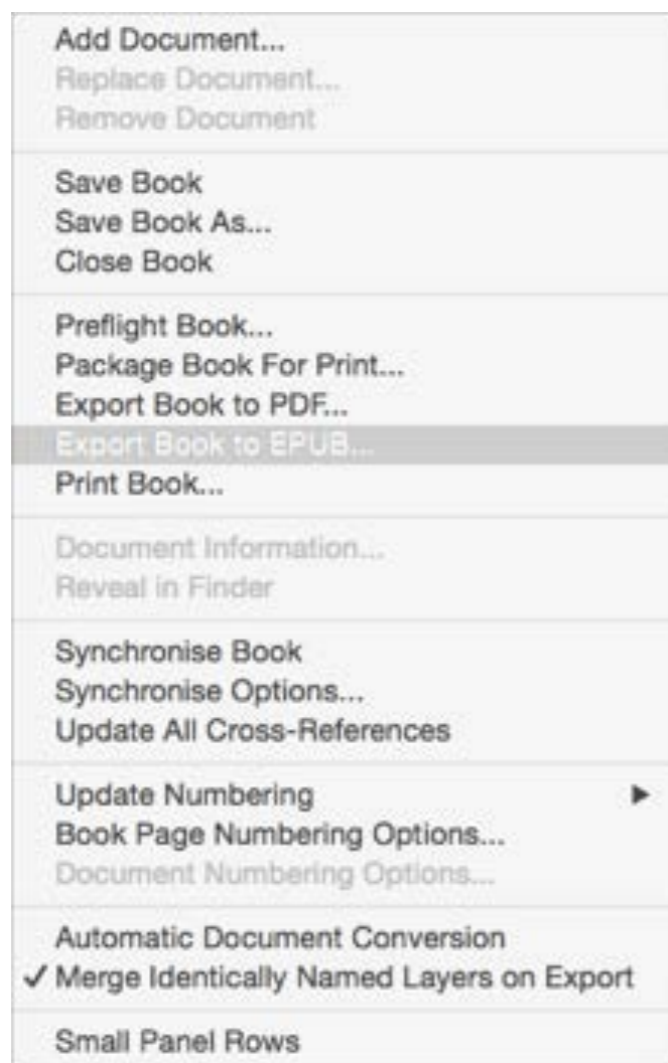 Add Document...
Replace Document...
Remove Document
Save Book
Save Book As...
Close Book
Preflight Book...
Package Book For Print...
Export Book to PDF...
Export Book to EPUB...
Print Book...
Document Information...
Reveal in Finder
Synchronise Book
Synchronise Options...
Update All Cross-References
Update Numbering
Book Page Numbering Options...
Document Numbering Options...
Automatic Document Conversion
✓ Merge Identically Named Layers on Export
Small Panel Rows